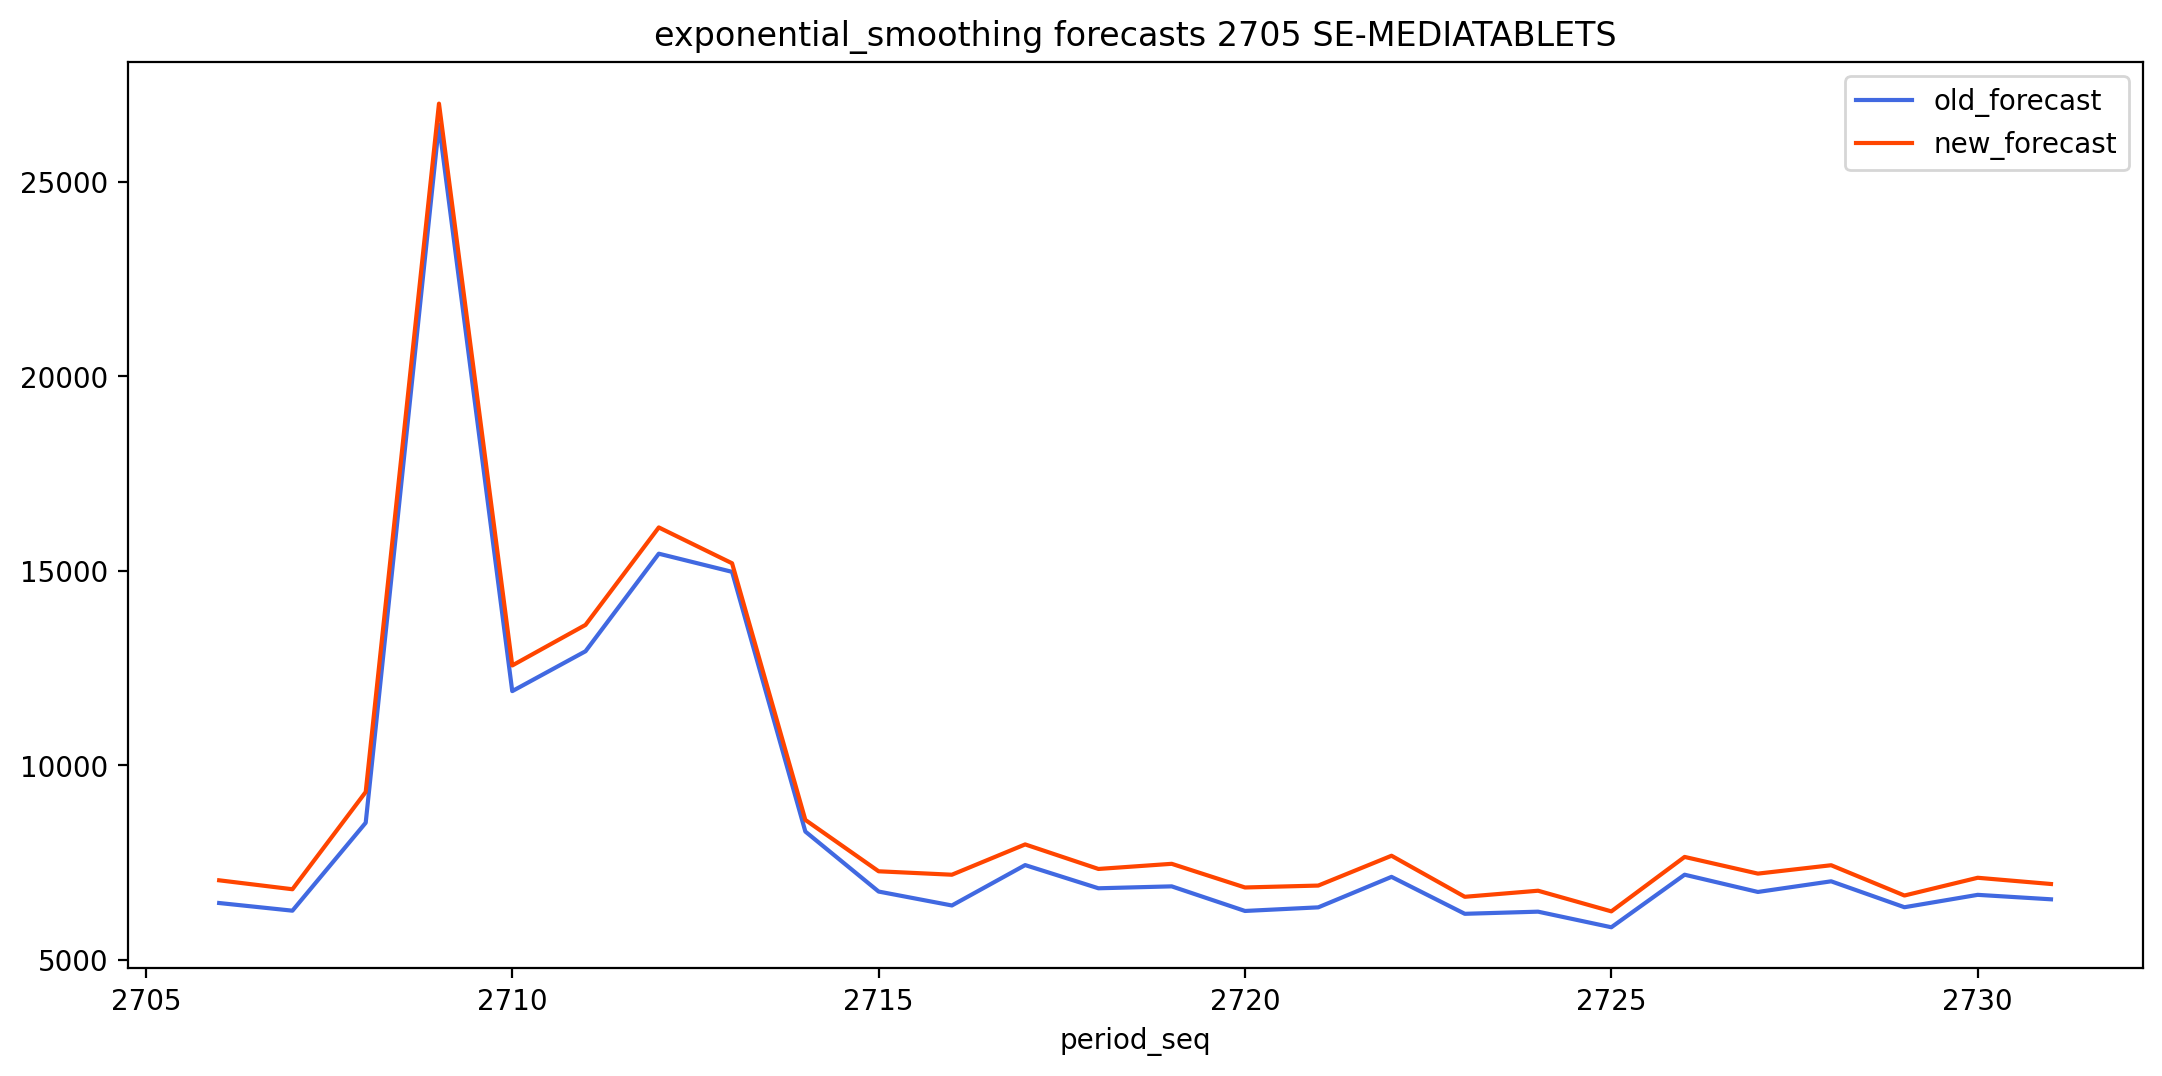 exponential_smoothing forecasts 2705 SE-MEDIATABLETS
old_forecast
new_forecast
25000
20000
15000
10000
5000
2705 2710 2715 2720 2725 2730
period_seq